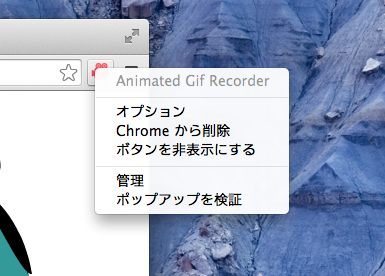 Animated Gif Recorder
オプション
Chrome から削除
ボタンを非表示にする
管理
ポップアップを検証